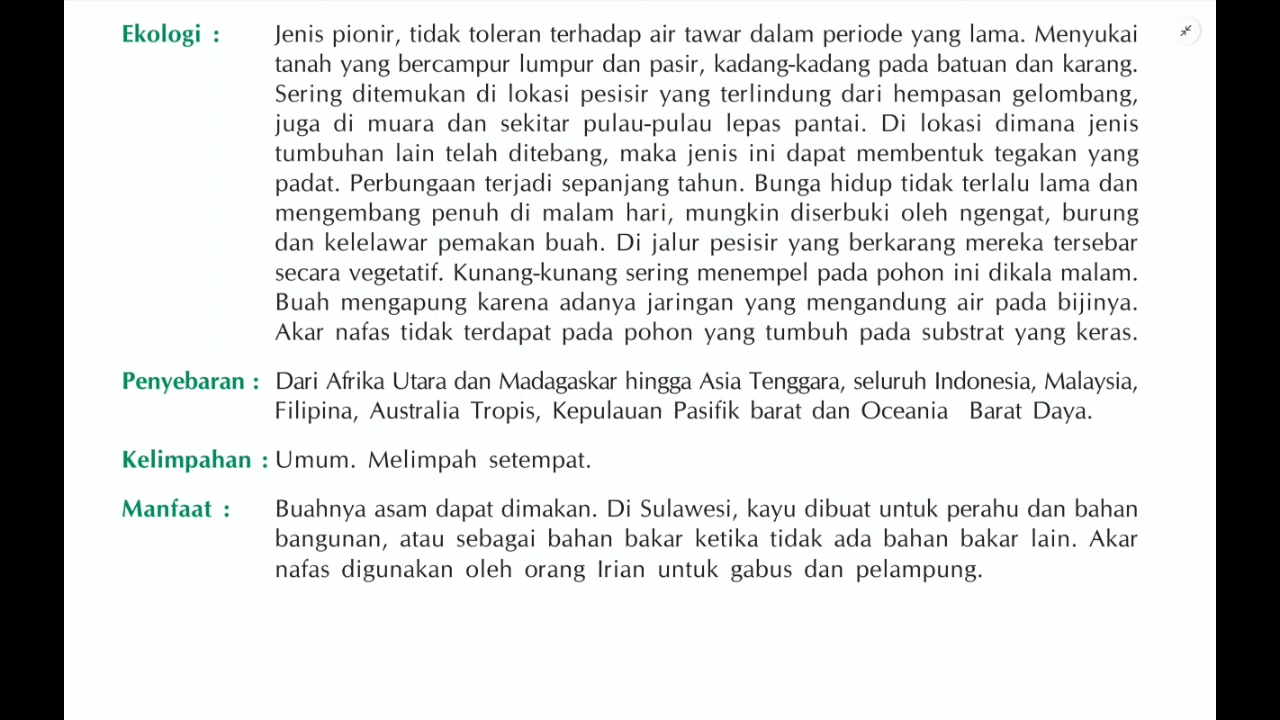 Ekologi : Jenis pionir, tidak toleran terhadap air tawar dalam periode yang lama. Menyukai
tanah yang bercampur lumpur dan pasir, kadang-kadang pada batuan dan karang.
Sering ditemukan di lokasi pesisir yang terlindung dari hempasan gelombang,
juga di muara dan sekitar pulau-pulau lepas pantai. Di lokasi dimana jenis
tumbuhan lain telah ditebang, maka jenis ini dapat membentuk tegakan yang
padat. Perbungaan terjadi sepanjang tahun. Bunga hidup tidak terlalu lama dan
mengembang penuh di malam hari, mungkin diserbuki oleh ngengat, burung
dan kelelawar pemakan buah. Di jalur pesisir yang berkarang mereka tersebar
secara vegetatif. Kunang-kunang sering menempel pada pohon ini dikala malam.
Buah mengapung karena adanya jaringan yang mengandung air pada bijinya.
Akar nafas tidak terdapat pada pohon yang tumbuh pada substrat yang keras.
Penyebaran : Dari Afrika Utara dan Madagaskar hingga Asia Tenggara, seluruh Indonesia, Malaysia,
Filipina, Australia Tropis, Kepulauan Pasifik barat dan Oceania Barat Daya.
Kelimpahan : Umum. Melimpah setempat.
Manfaat : Buahnya asam dapat dimakan. Di Sulawesi, kayu dibuat untuk perahu dan bahan
bangunan, atau sebagai bahan bakar ketika tidak ada bahan bakar lain. Akar
nafas digunakan oleh orang Irian untuk gabus dan pelampung.